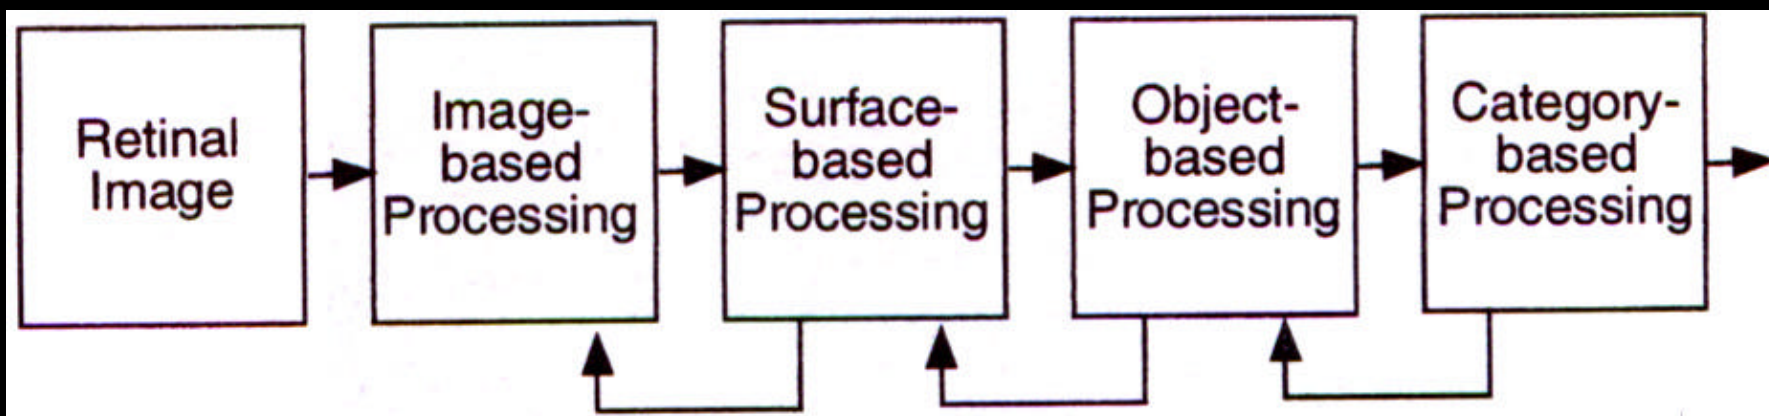 Retinal
Image
Image-
based
Processing
Surface-
based
Processing
Object-
based
Processing
Category-
based
Processing